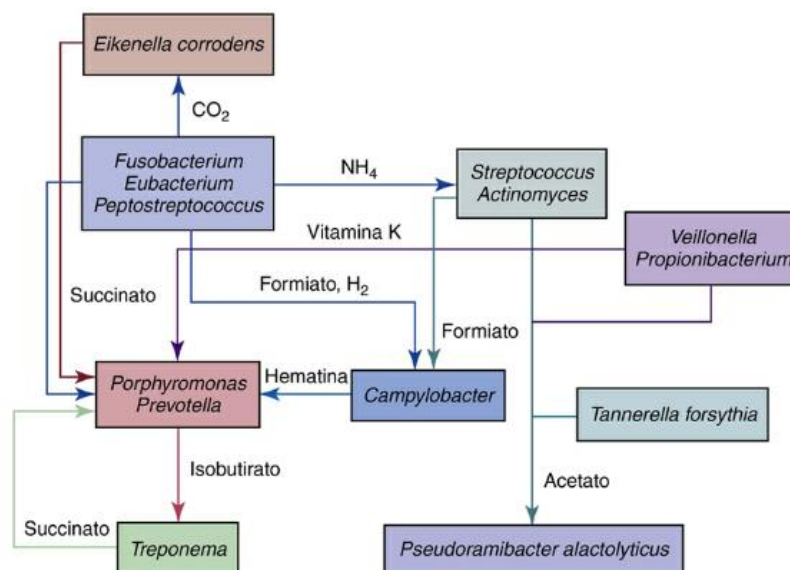 Eikenella corrodens
CO2
Fusobacterium
Eubacterium
Peptostreptococcus
NH4
Streptococcus
Actinomyces
Vitamina K
Veillonella
Propionibacterium
Succinato
Formiato, H2
Formiato
Porphyromonas
Prevotella
Hematina
Campylobacter
Tannerella forsythia
Isobutirato
Acetato
Succinato
Treponema
Pseudoramibacter alactolyticus